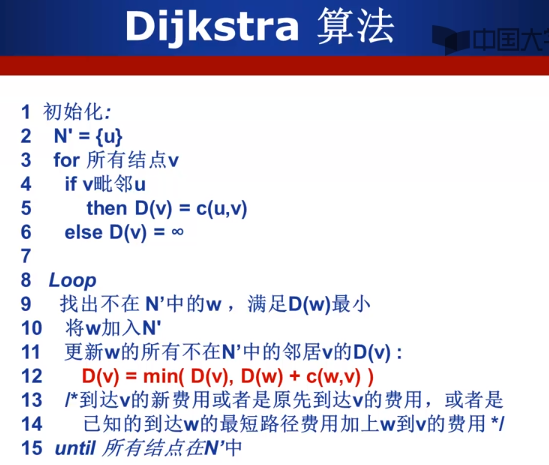 Dijkstra 算法
中国大
1 初始化:
2 N' = {u}
3 for 所有结点v
4 if v毗邻u
5 then D(v) = c(u,v)
6 else D(v) = ∞
7
8 Loop
9 找出不在 N’中的w ，满足D(w)最小
10 将w加入N'
11 更新w的所有不在N’中的邻居v的D(v) :
12 D(v) = min( D(v), D(w) + c(w,v) )
13 /*到达v的新费用或者是原先到达v的费用，或者是
14 已知的到达w的最短路径费用加上w到v的费用 */
15 until 所有结点在N’中